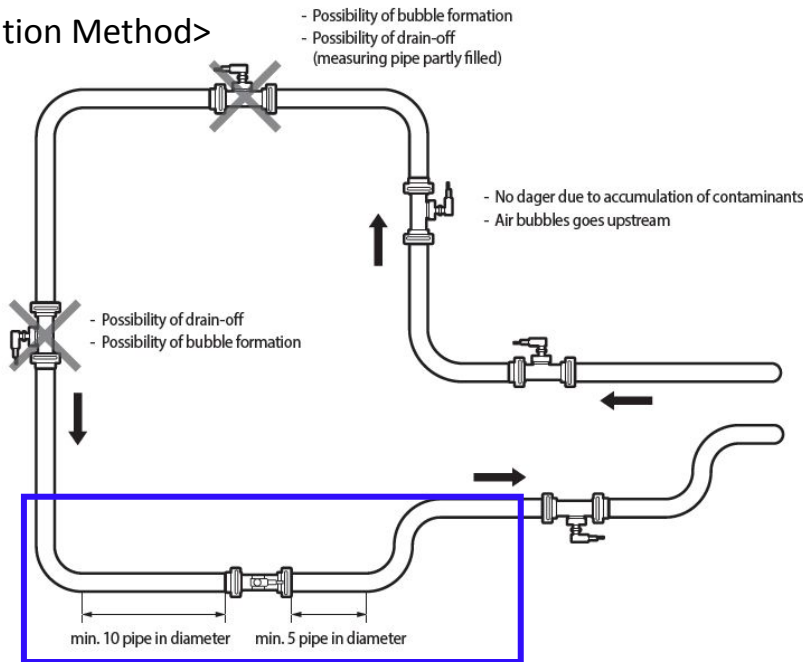 tion Method>
- Possibility of bubble formation
- Possibility of drain-off
(measuring pipe partly filled)
- No dager due to accumulation of contaminants
- Air bubbles goes upstream
- Possibility of drain-off
- Possibility of bubble formation
min. 10 pipe in diameter
min. 5 pipe in diameter